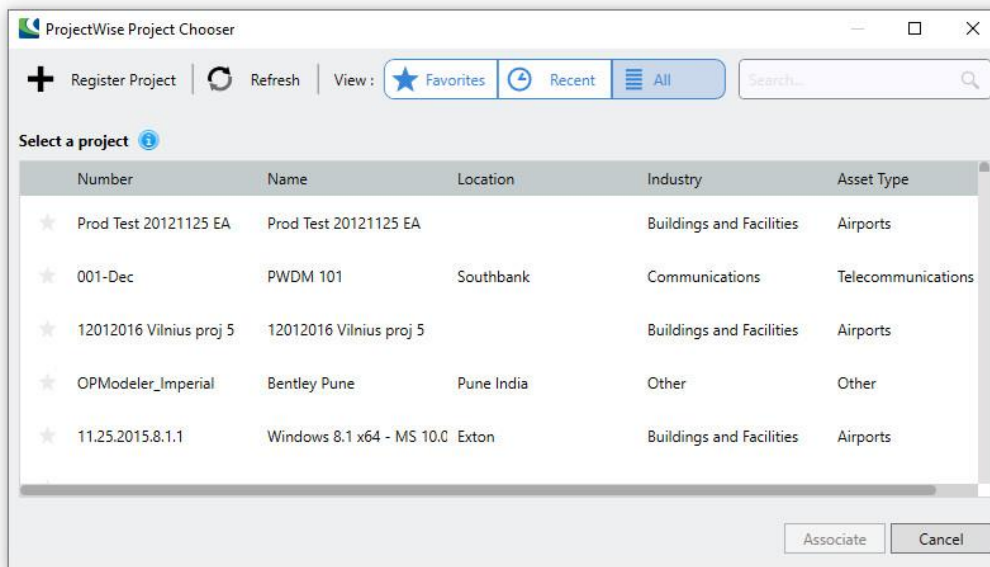 ProjectWise Project Chooser
Register Project Refresh View : Favorites Recent All Search...
Select a project
Number Name Location Industry Asset Type
Prod Test 20121125 EA Prod Test 20121125 EA Buildings and Facilities Airports
001-Dec PWDM 101 Southbank Communications Telecommunications
12012016 Vilnius proj 5 12012016 Vilnius proj 5 Buildings and Facilities Airports
OPModeler_Imperial Bentley Pune Pune India Other Other
11.25.2015.8.1.1 Windows 8.1 x64 - MS 10.0 Exton Buildings and Facilities Airports
Associate Cancel